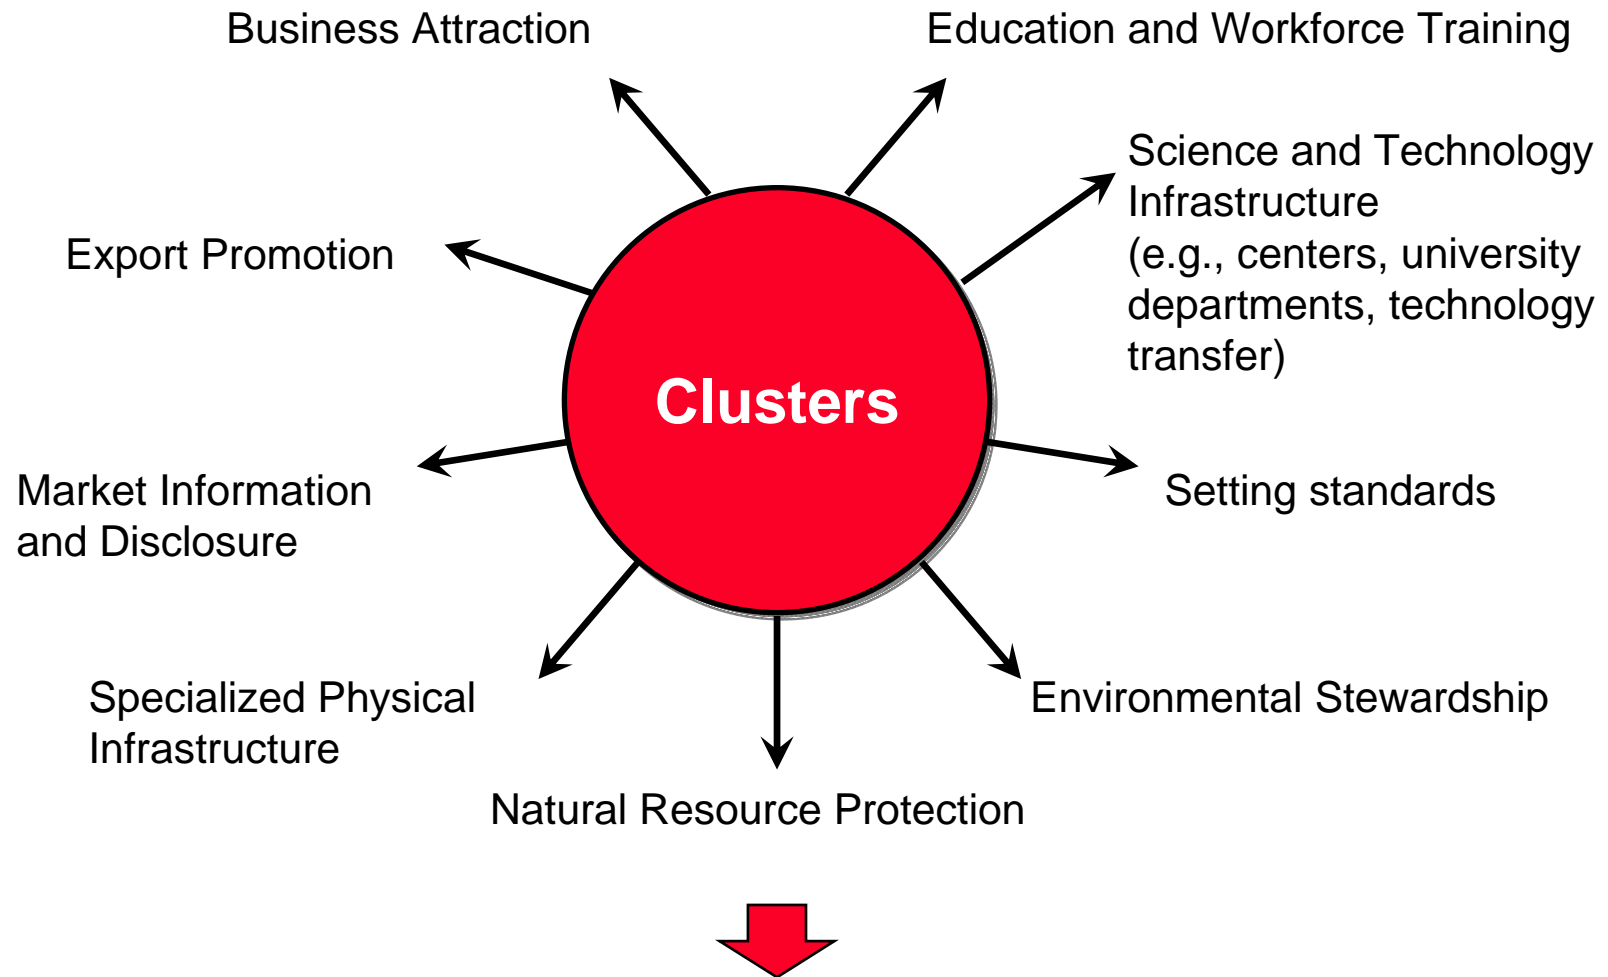 Business Attraction
Education and Workforce Training
Science and Technology
Infrastructure
(e.g., centers, university
departments, technology
transfer)
Export Promotion
Clusters
Market Information
and Disclosure
Setting standards
Specialized Physical
Infrastructure
Environmental Stewardship
Natural Resource Protection